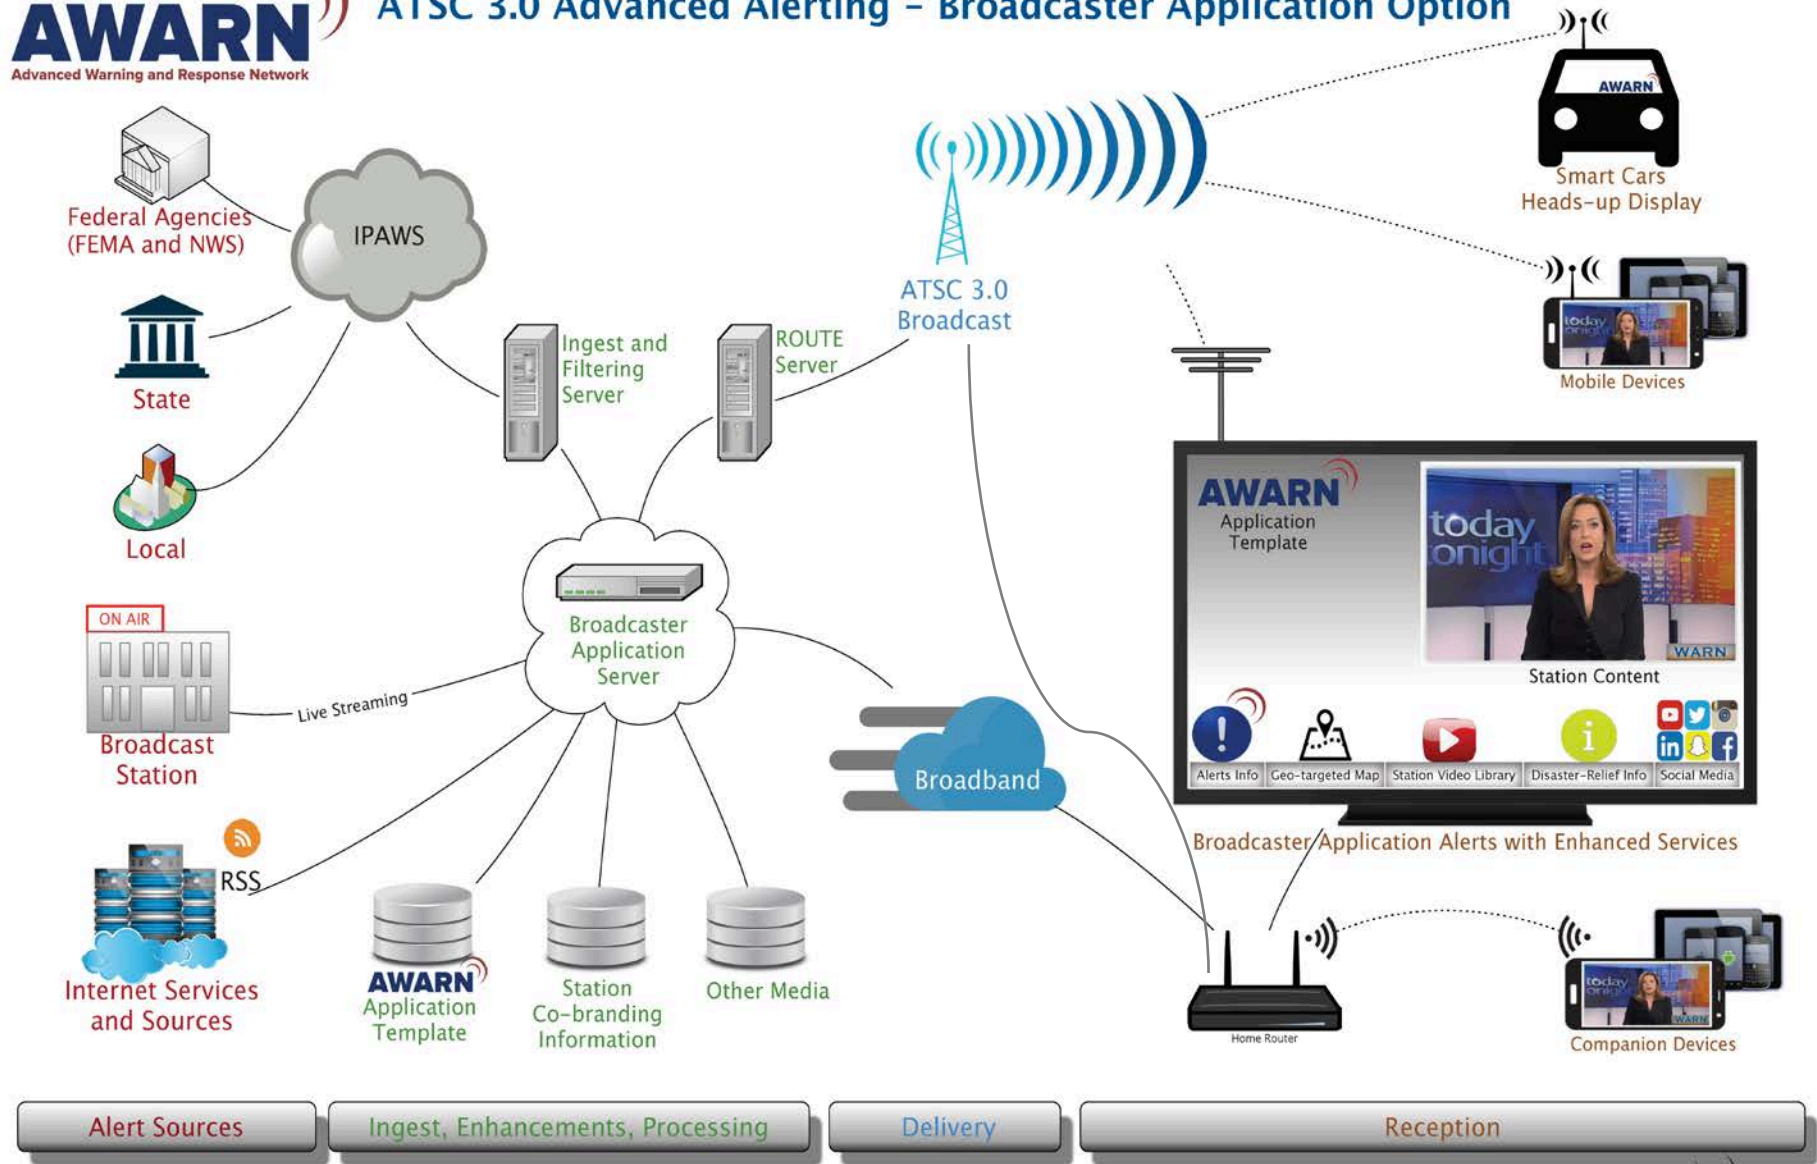 AWARN
Advanced Warning and Response Network
ATSC 3.0 Advanced Alerting – Broadcaster Application Option
AWARN
Smart Cars
Heads-up Display
Federal Agencies
(FEMA and NWS)
IPAWS
State
Local
Ingest and
Filtering
Server
ROUTE
Server
ATSC 3.0
Broadcast
today
Mobile Devices
AWARN
Application
Template
today
onight
WARN
Station Content
Alerts Info
Geo-targeted Map
Station Video Library
Disaster-Relief Info
Social Media
Broadcaster Application Alerts with Enhanced Services
ON AIR
Broadcast
Station
Live Streaming
Broadcaster
Application
Server
Broadband
RSS
Internet Services
and Sources
AWARN
Application
Template
Station
Co-branding
Information
Other Media
Home Router
today
WARN
Companion Devices
Alert Sources
Ingest, Enhancements, Processing
Delivery
Reception